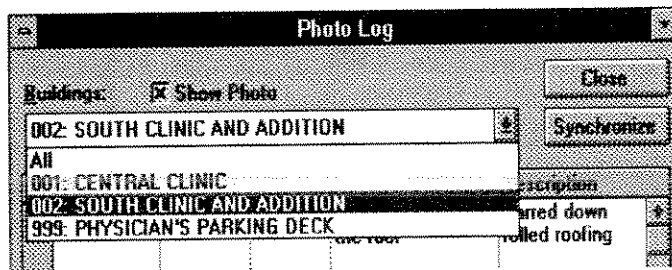 Photo Log
Buildings: Show Photo Close
002: SOUTH CLINIC AND ADDITION Synchronize
All
001: CENTRAL CLINIC
002: SOUTH CLINIC AND ADDITION
999: PHYSICIAN'S PARKING DECK
down
the roof rolled roofing